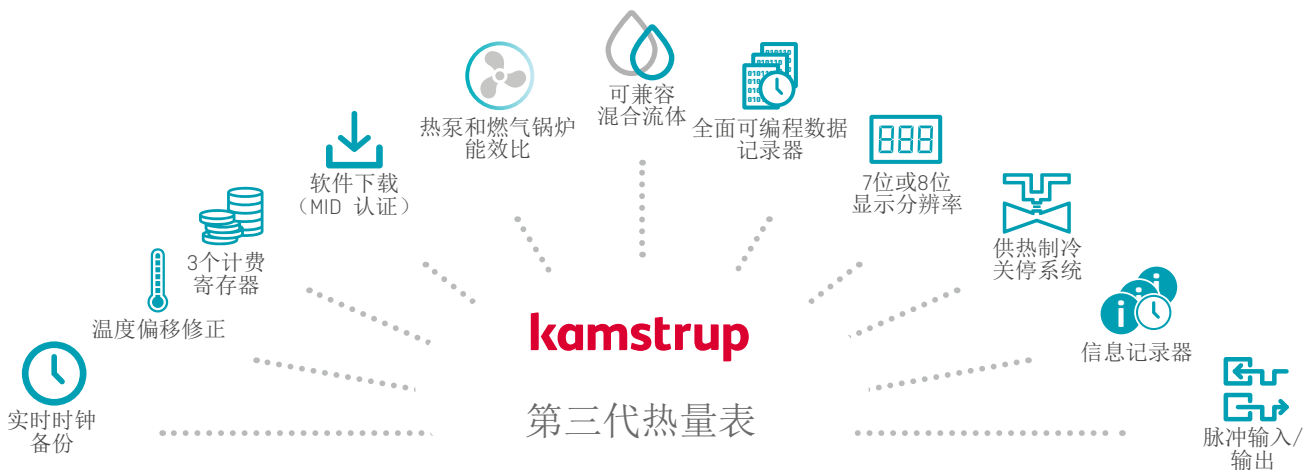 实时时钟
备份
温度偏移修正
3个计费
寄存器
软件下载
（MID 认证）
热泵和燃气锅炉
能效比
可兼容
混合流体
全面可编程数据
记录器
888
7位或8位
显示分辨率
供热制冷
关停系统
信息记录器
脉冲输入/
输出
kamstrup
第三代热量表